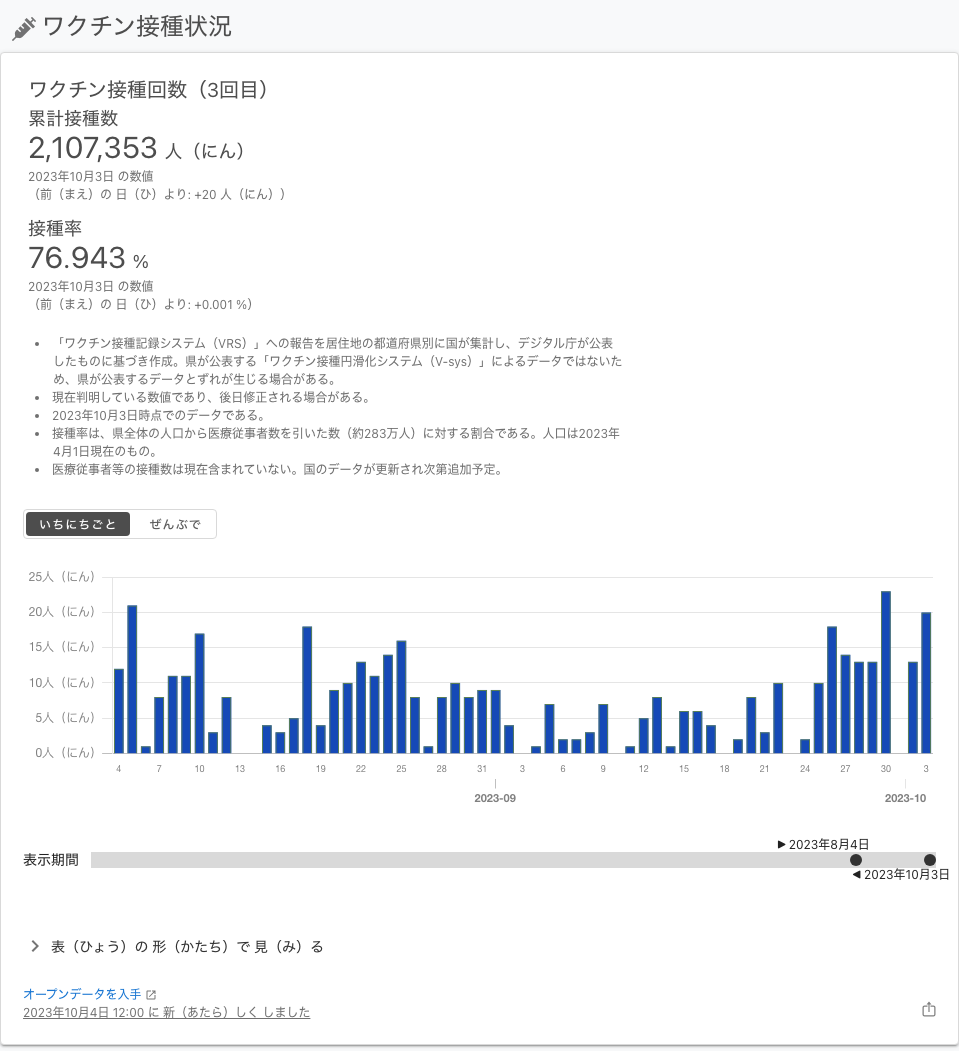 ワクチン接種状況
ワクチン接種回数（3回目）
累計接種数
2,107,353 人（にん）
2023年10月3日 の数値
（前（まえ）の 日（ひ）より: +20 人（にん））
接種率
76.943 %
2023年10月3日 の数値
（前（まえ）の 日（ひ）より: +0.001 %）
• 「ワクチン接種記録システム（VRS）」への報告を居住地の都道府県別に国が集計し、デジタル庁が公表
したものに基づき作成。県が公表する「ワクチン接種円滑化システム（V-sys）」によるデータではないた
め、県が公表するデータとずれが生じる場合がある。
• 現在判明している数値であり、後日修正される場合がある。
• 2023年10月3日時点でのデータである。
• 接種率は、県全体の人口から医療従事者数を引いた数（約283万人）に対する割合である。人口は2023年
4月1日現在のもの。
• 医療従事者等の接種数は現在含まれていない。国のデータが更新され次第追加予定。
いちにちごと ぜんぶで
25人（にん）
20人（にん）
15人（にん）
10人（にん）
5人（にん）
0人（にん）
4 7 10 13 16 19 22 25 28 31 3 6 9 12 15 18 21 24 27 30 3
2023-09 2023-10
▶ 2023年8月4日
表示期間
◀ 2023年10月3日
表（ひょう）の 形（かたち）で 見（み）る
オープンデータを入手
2023年10月4日 12:00 に 新（あたら）しく しました